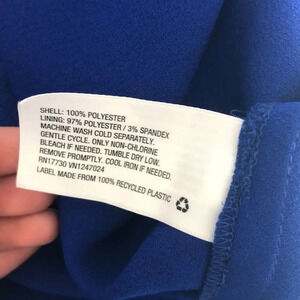 SHELL: 100% POLYESTER
LINING: 97% POLYESTER / 3% SPANDEX
MACHINE WASH COLD SEPARATELY.
GENTLE CYCLE. ONLY NON-CHLORINE
BLEACH IF NEEDED. TUMBLE DRY LOW.
REMOVE PROMPTLY. COOL IRON IF NEEDED.
RN17730 VN1247024
LABEL MADE FROM 100% RECYCLED PLASTIC